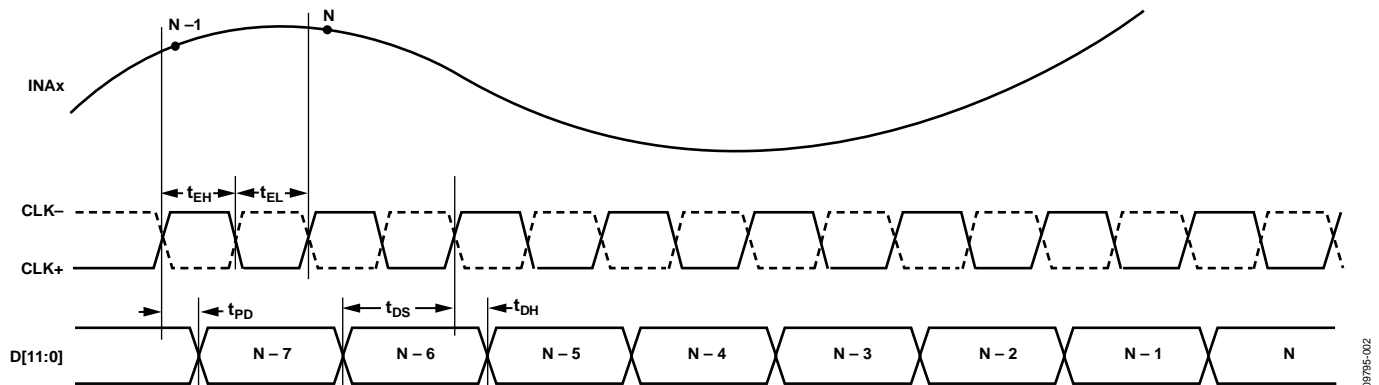 N –1
N
INAx
tEH
tEL
CLK–
CLK+
tPD
tDS
tDH
D[11:0]
N – 7
N – 6
N – 5
N – 4
N – 3
N – 2
N – 1
N
09795-002